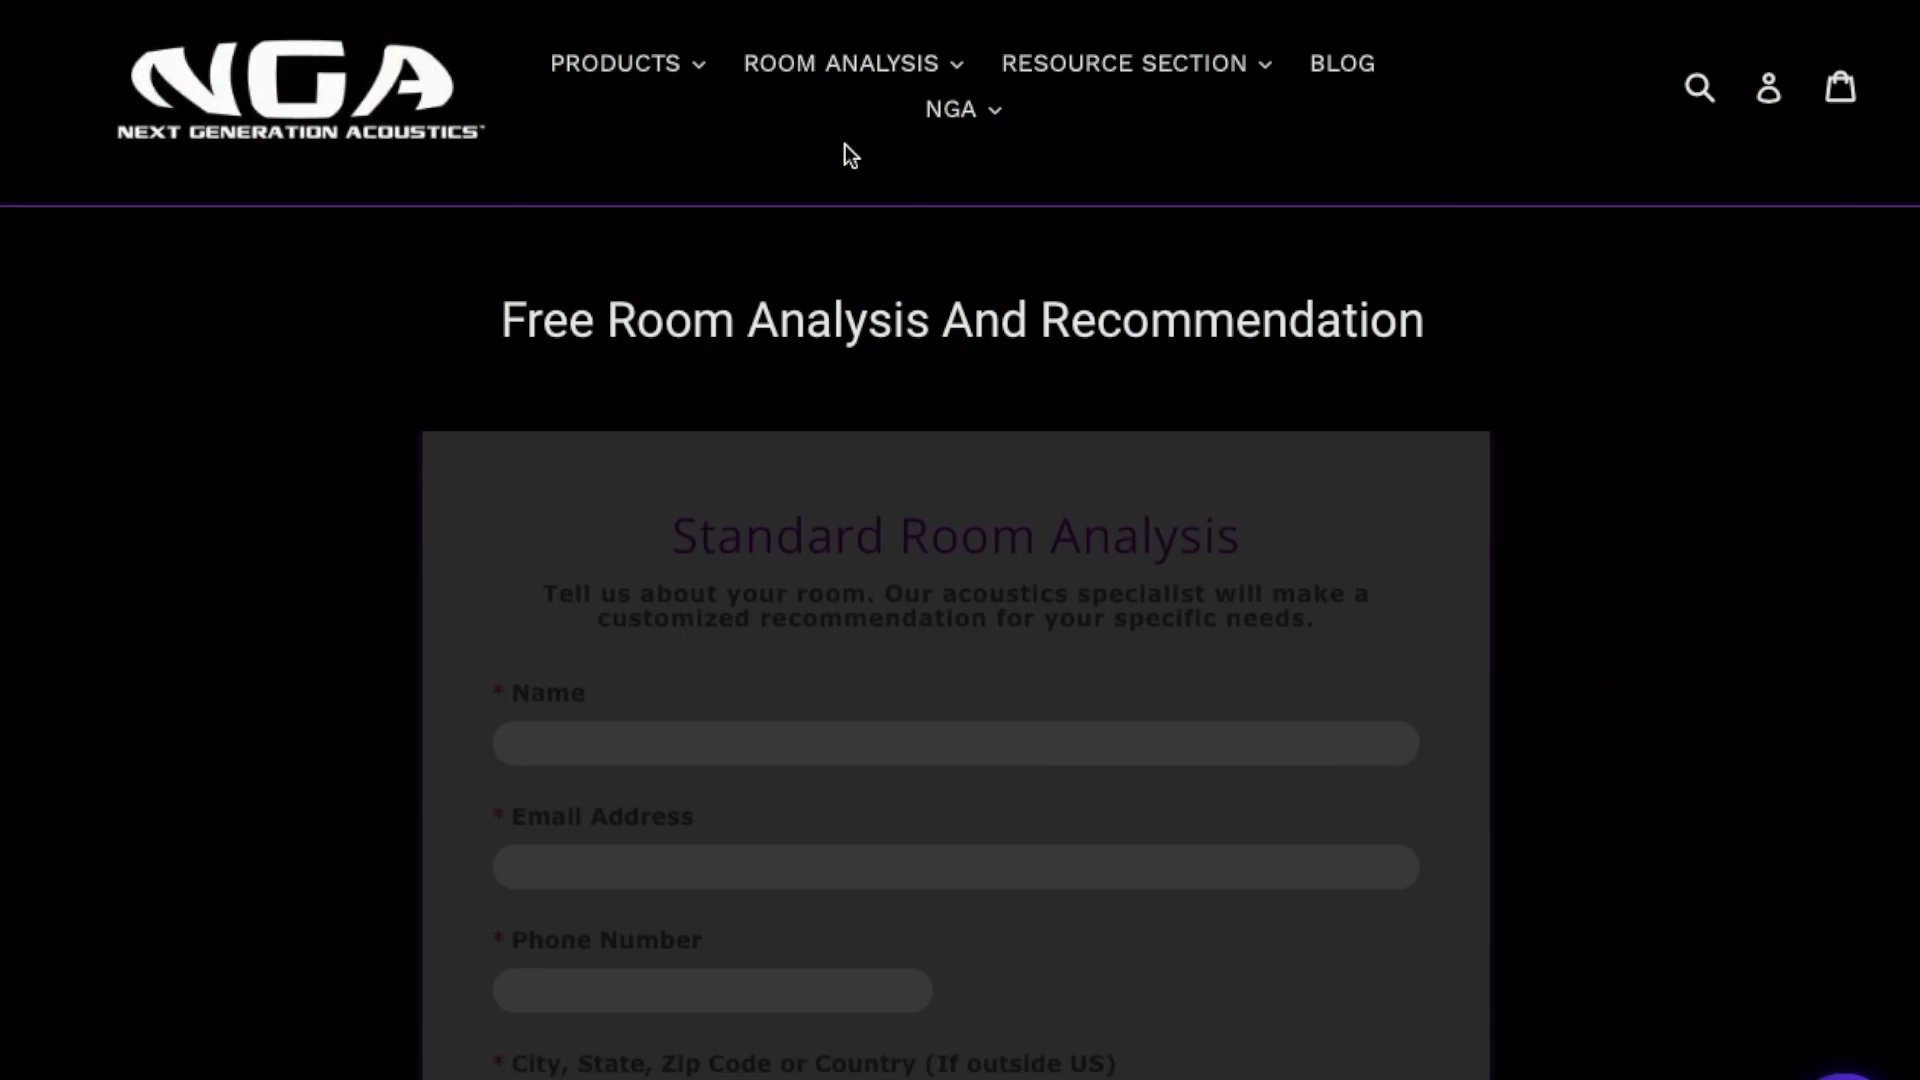 NGA
NEXT GENERATION ACOUSTICS
PRODUCTS
ROOM ANALYSIS
RESOURCE SECTION
BLOG
NGA
Free Room Analysis And Recommendation
Standard Room Analysis
Tell us about your room. Our acoustics specialist will make a
customized recommendation for your specific needs.
* Name
* Email Address
* Phone Number
* City, State, Zip Code or Country (If outside US)